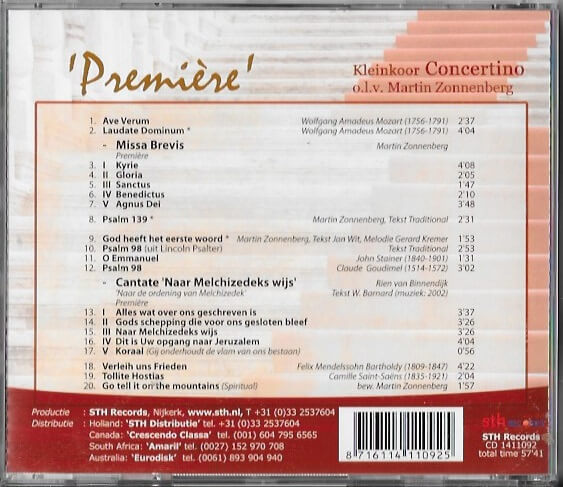 'Première'
Kleinkoor Concertino
o.l.v. Martin Zonnenberg
1. Ave Verum Wolfgang Amadeus Mozart (1756-1791) 2'37
2. Laudate Dominum * Wolfgang Amadeus Mozart (1756-1791) 4'04
- Missa Brevis Martin Zonnenberg
Première
3. I Kyrie 4'08
4. II Gloria 2'05
5. III Sanctus 1'47
6. IV Benedictus 2'10
7. V Agnus Dei 3'48
8. Psalm 139 * Martin Zonnenberg, Tekst Traditional 2'31
9. God heeft het eerste woord * Martin Zonnenberg, Tekst Jan Wit, Melodie Gerard Kremer 1'53
10. Psalm 98 (uit Lincoln Psalter) Tekst Traditional 2'53
11. O Emmanuel John Stainer (1840-1901) 1'31
12. Psalm 98 Claude Goudimel (1514-1572) 3'02
- Cantate 'Naar Melchizedeks wijs' Rien van Binnendijk
'Naar de ordening van Melchizedek' Tekst W. Barnard (muziek: 2002)
Première
13. I Alles wat over ons geschreven is 3'37
14. II Gods schepping die voor ons gesloten bleef 3'26
15. III Naar Melchizedeks wijs 3'26
16. IV Dit is Uw opgang naar Jeruzalem 4'04
17. V Koraal (Gij onderhoudt de vlam van ons bestaan) 0'56
18. Verleih uns Frieden Felix Mendelssohn Bartholdy (1809-1847) 4'22
19. Tollite Hostias Camille Saint-Saëns (1835-1921) 2'04
20. Go tell it on the mountains (Spiritual) bew. Martin Zonnenberg 1'57
Productie : STH Records, Nijkerk, www.sth.nl, T +31 (0)33 2537604
Distributie : Holland: 'STH Distributie' tel. +31 (0)33 2537604
Canada: 'Crescendo Classa' tel. (001) 604 795 6565
South Africa: 'Amaril' tel. (0027) 152 970 708
Australia: 'Eurodisk' tel. (0061) 893 904 940
8 716114 110925
sth records
STH Records
CD 1411092
total time 57'41